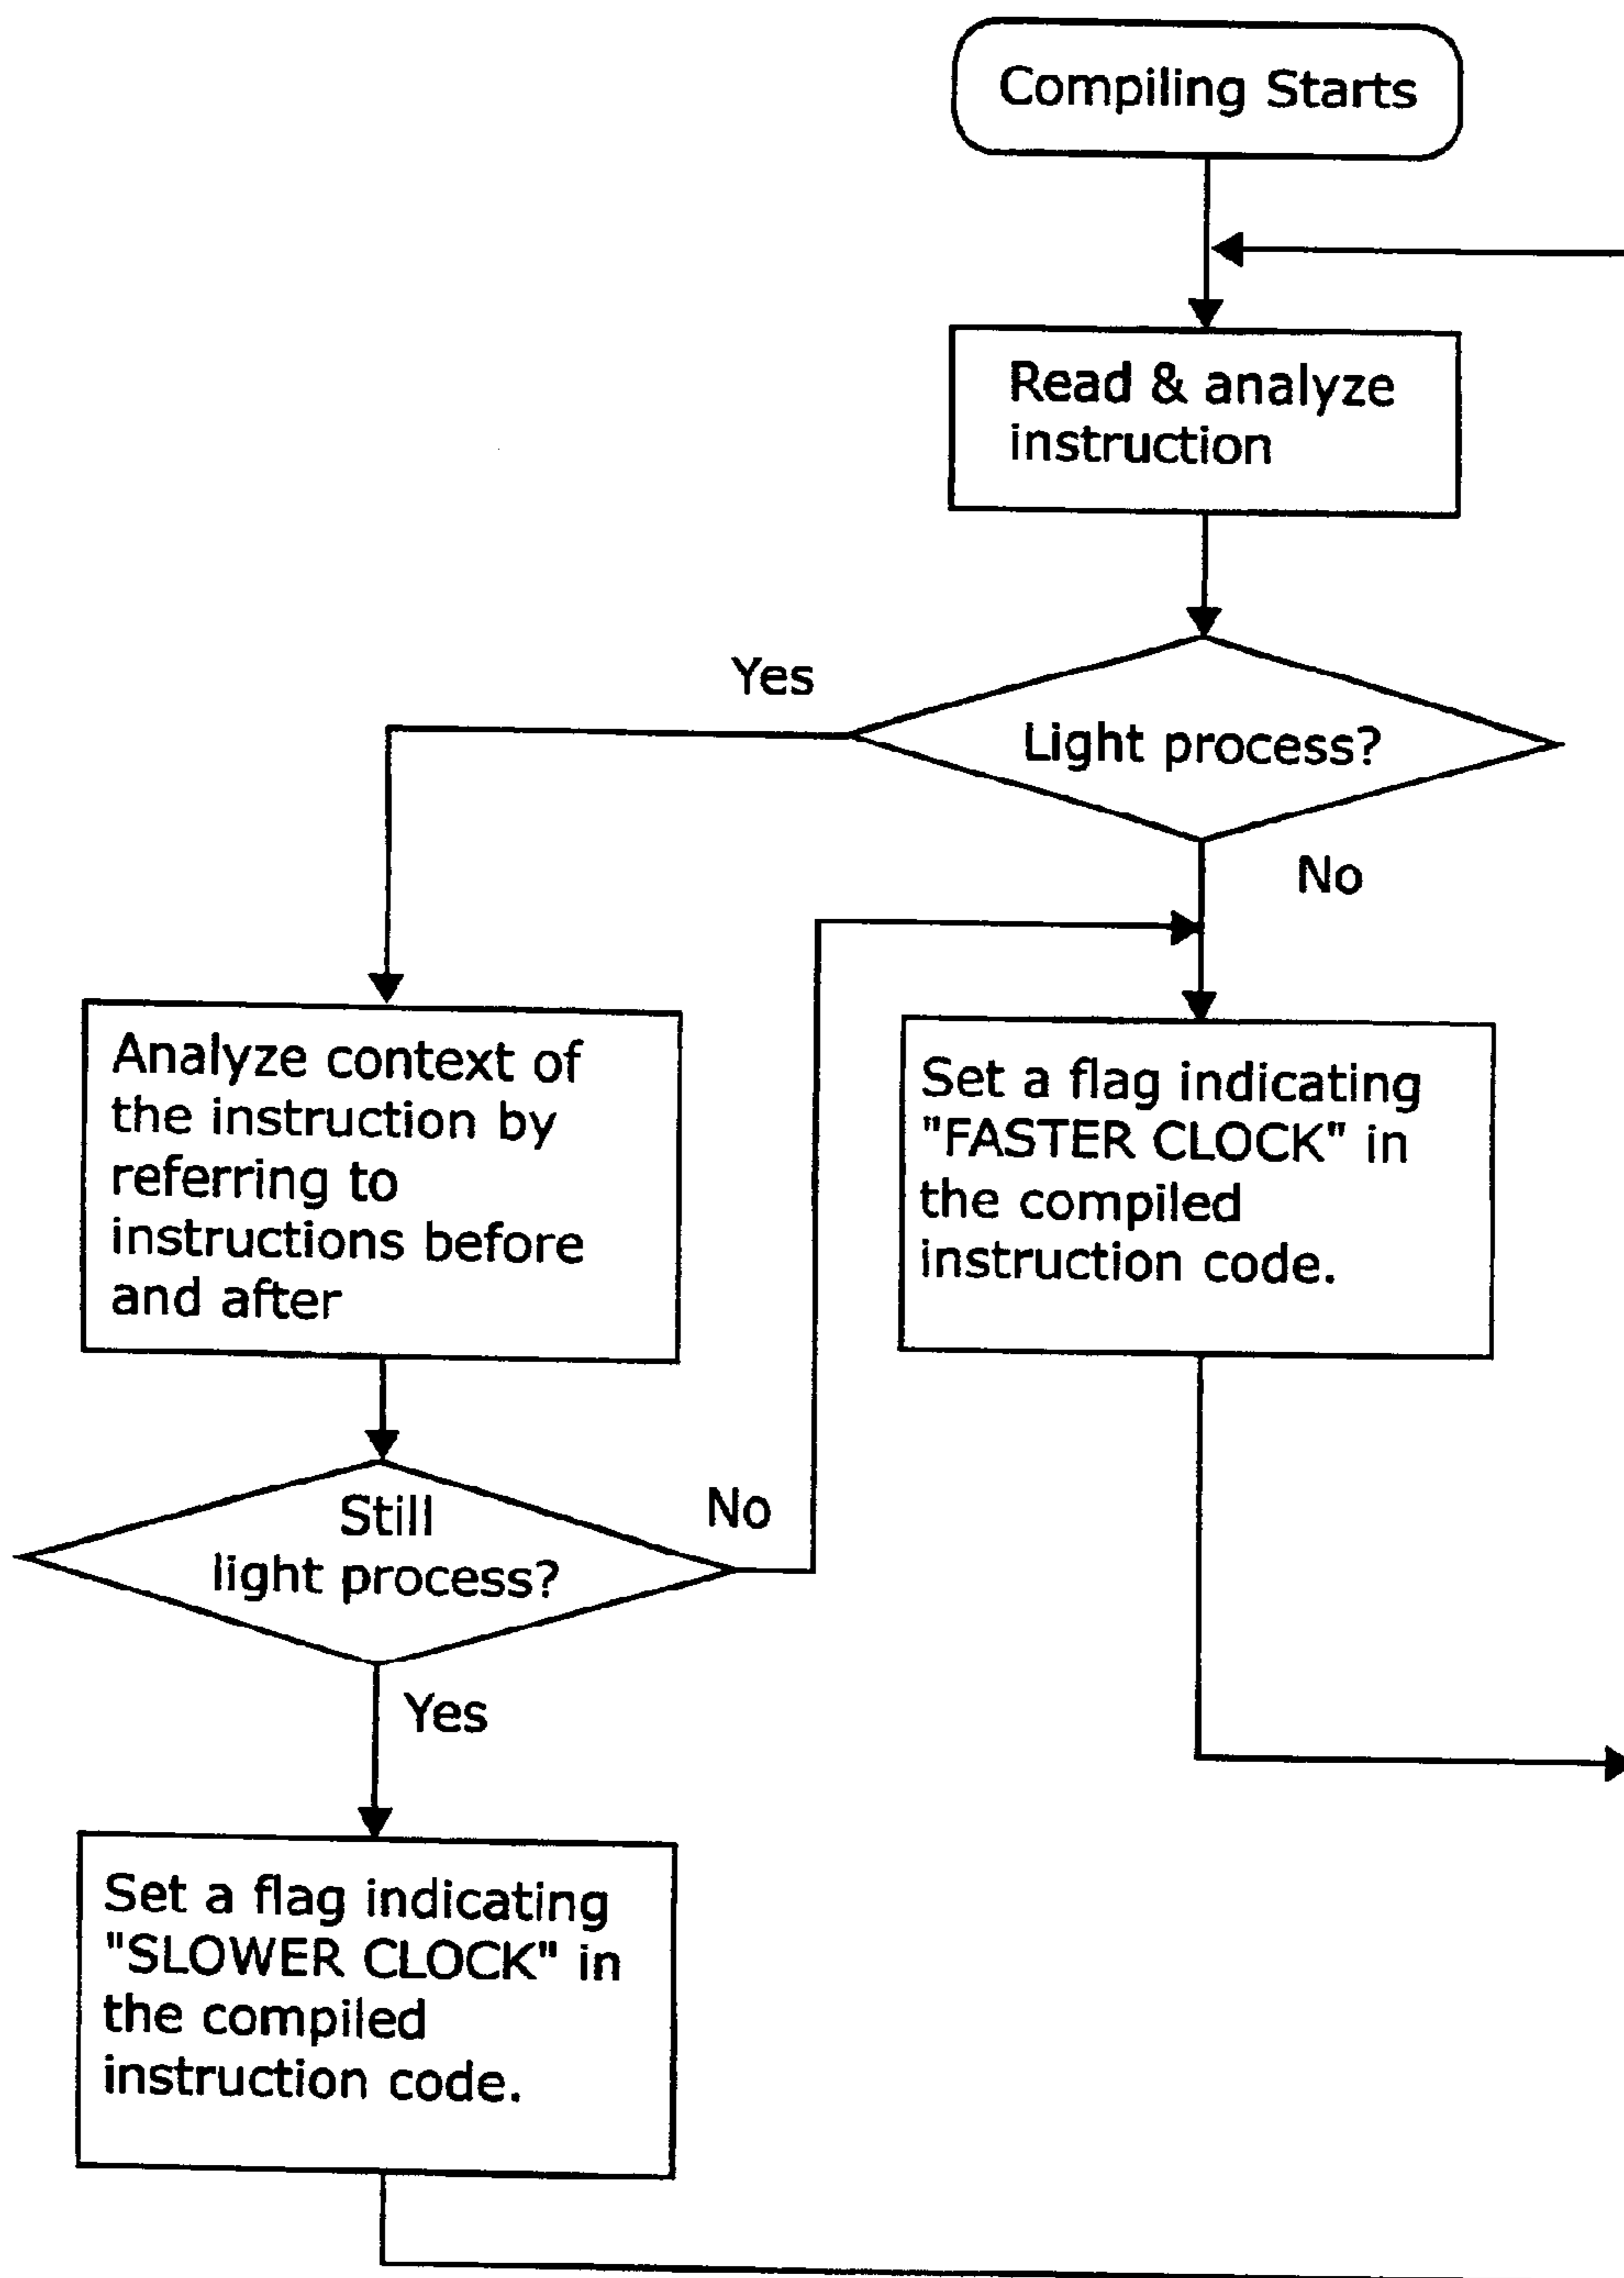 Compiling Starts
Read & analyze
instruction
Light process?
Yes
No
Analyze context of
the instruction by
referring to
instructions before
and after
Set a flag indicating
"FASTER CLOCK" in
the compiled
instruction code.
Still
light process?
No
Yes
Set a flag indicating
"SLOWER CLOCK" in
the compiled
instruction code.